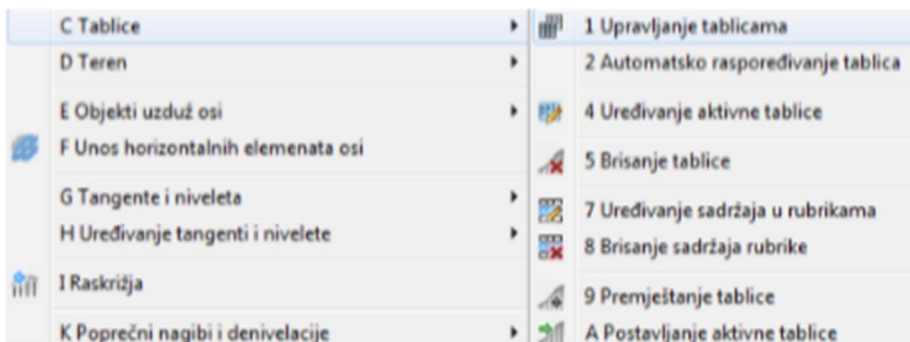 C Tablice
D Teren
E Objekti uzduž osi
F Unos horizontalnih elemenata osi
G Tangente i niveleta
H Uređivanje tangenti i nivelete
I Raskrižja
K Poprečni nagibi i denivelacije
1 Upravljanje tablicama
2 Automatsko raspoređivanje tablica
4 Uređivanje aktivne tablice
5 Brisanje tablice
7 Uređivanje sadržaja u rubrikama
8 Brisanje sadržaja rubrike
9 Premještanje tablice
A Postavljanje aktivne tablice